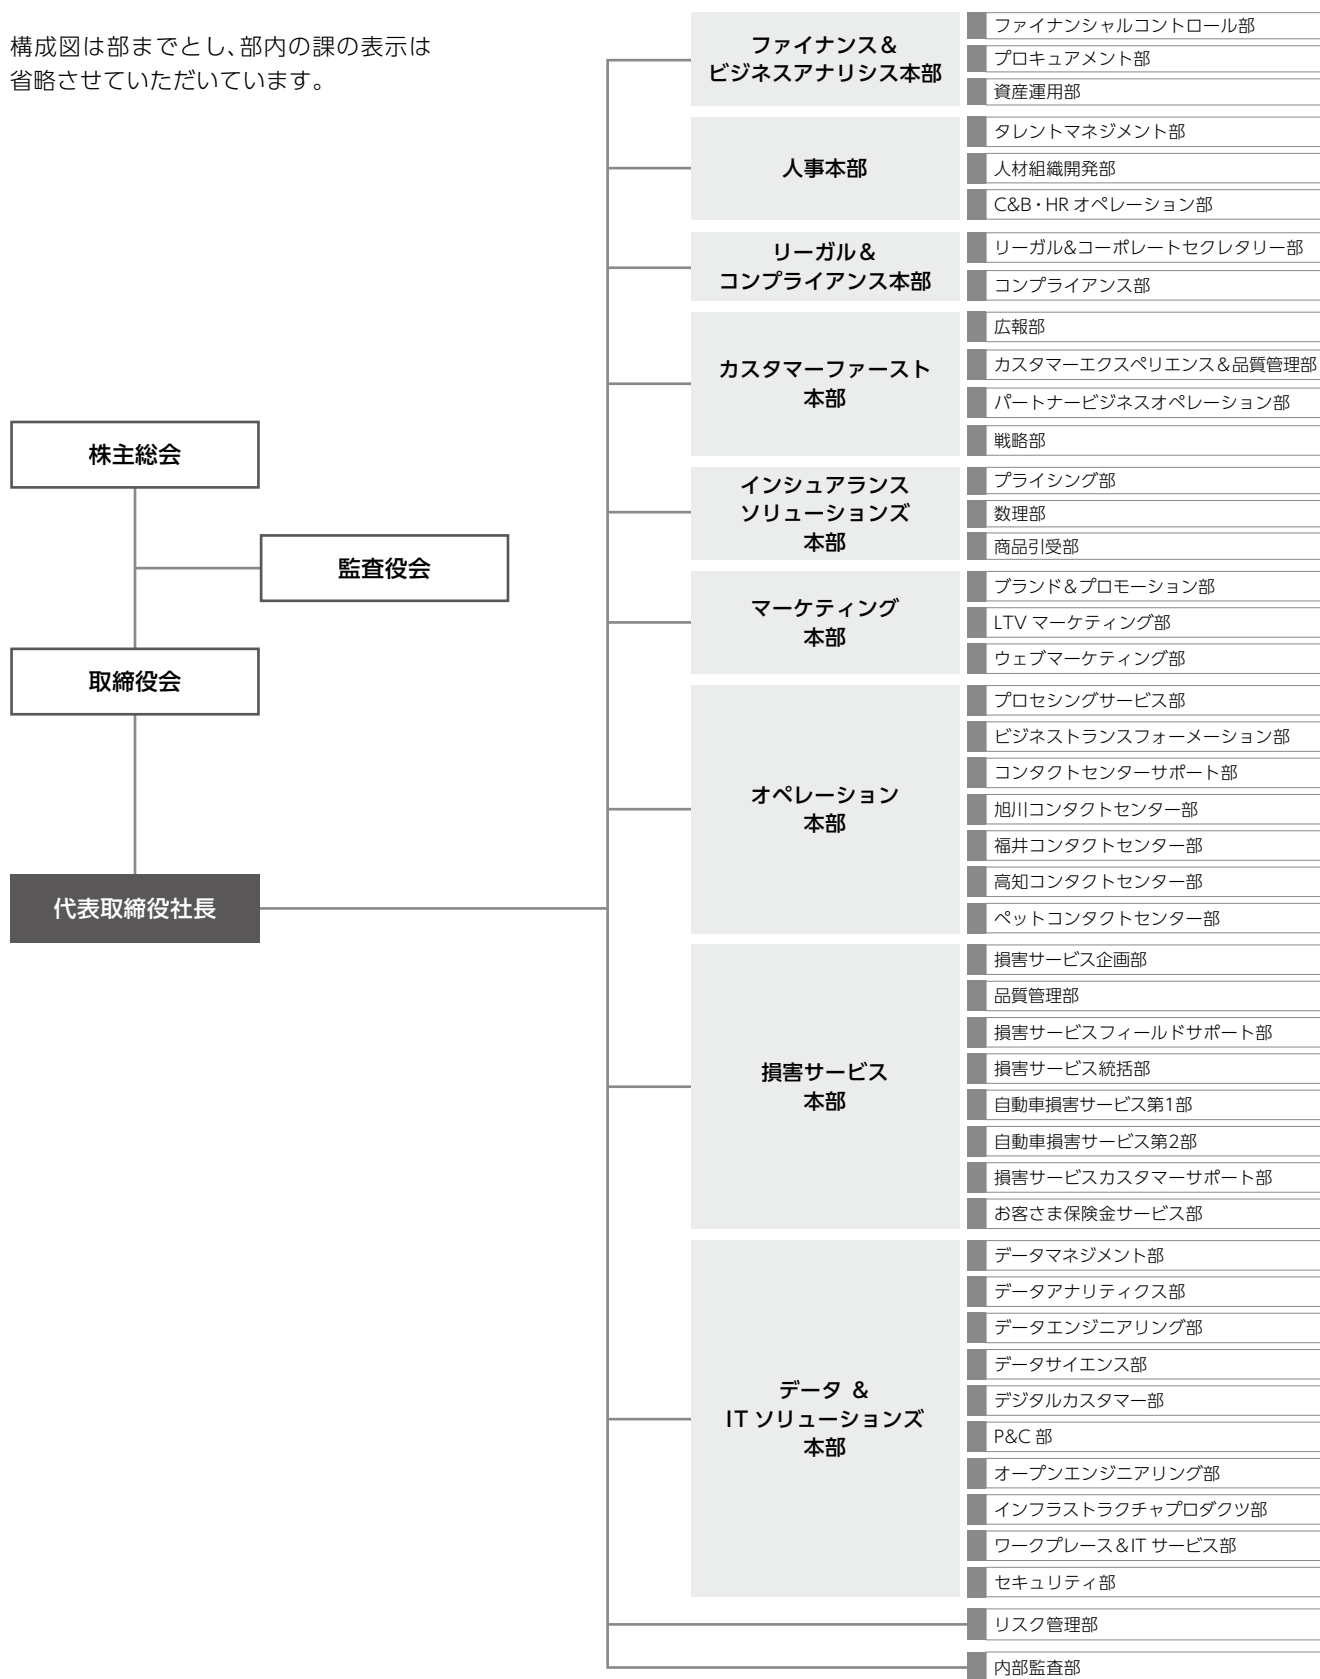 構成図は部までとし、部内の課の表示は
省略させていただいています。
株主総会
監査役会
取締役会
代表取締役社長
ファイナンス＆
ビジネスアナリシス本部
ファイナンシャルコントロール部
プロキュアメント部
資産運用部
人事本部
タレントマネジメント部
人材組織開発部
C&B・HR オペレーション部
リーガル＆
コンプライアンス本部
リーガル&コーポレートセクレタリー部
コンプライアンス部
カスタマーファースト
本部
広報部
カスタマーエクスペリエンス＆品質管理部
パートナービジネスオペレーション部
戦略部
インシュアランス
ソリューションズ
本部
プライシング部
数理部
商品引受部
マーケティング
本部
ブランド＆プロモーション部
LTV マーケティング部
ウェブマーケティング部
オペレーション
本部
プロセシングサービス部
ビジネストランスフォーメーション部
コンタクトセンターサポート部
旭川コンタクトセンター部
福井コンタクトセンター部
高知コンタクトセンター部
ペットコンタクトセンター部
損害サービス
本部
損害サービス企画部
品質管理部
損害サービスフィールドサポート部
損害サービス統括部
自動車損害サービス第1部
自動車損害サービス第2部
損害サービスカスタマーサポート部
お客さま保険金サービス部
データ ＆
IT ソリューションズ
本部
データマネジメント部
データアナリティクス部
データエンジニアリング部
データサイエンス部
デジタルカスタマー部
P&C 部
オープンエンジニアリング部
インフラストラクチャプロダクツ部
ワークプレース＆IT サービス部
セキュリティ部
リスク管理部
内部監査部